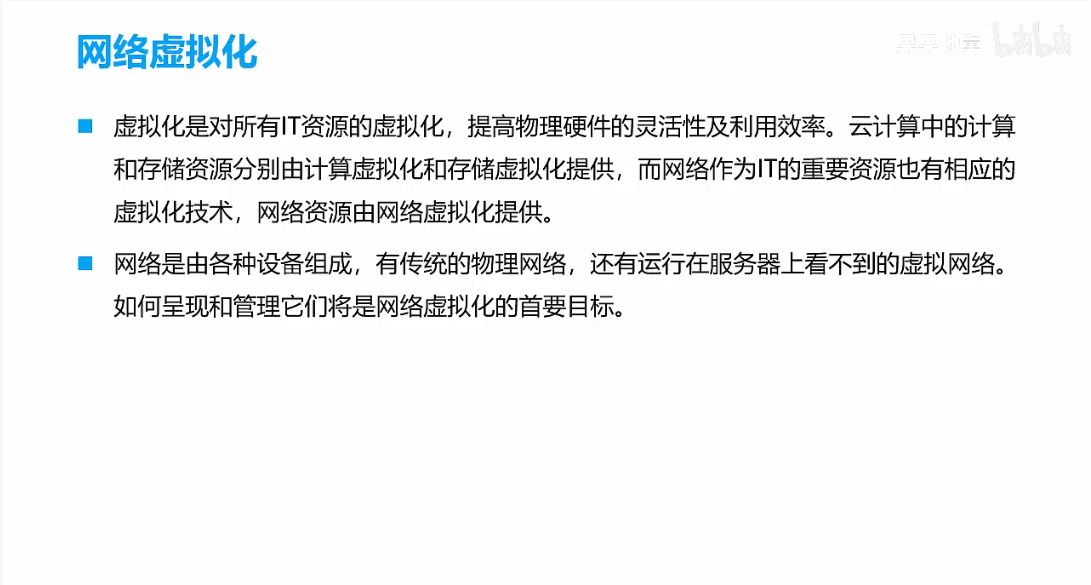 网络虚拟化
虚拟化是对所有IT资源的虚拟化，提高物理硬件的灵活性及利用效率。云计算中的计算
和存储资源分别由计算虚拟化和存储虚拟化提供，而网络作为IT的重要资源也有相应的
虚拟化技术，网络资源由网络虚拟化提供。
网络是由各种设备组成，有传统的物理网络，还有运行在服务器上看不到的虚拟网络。
如何呈现和管理它们将是网络虚拟化的首要目标。